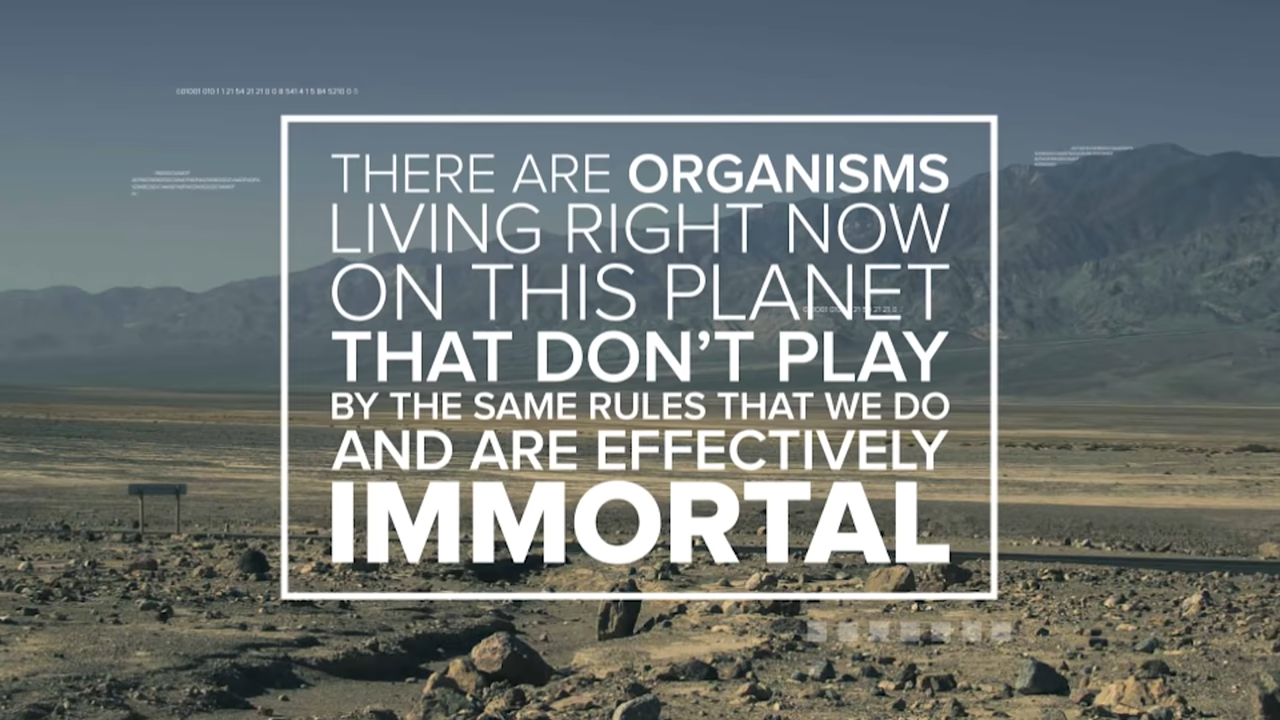 THERE ARE ORGANISMS
LIVING RIGHT NOW
ON THIS PLANET
THAT DON'T PLAY
BY THE SAME RULES THAT WE DO
AND ARE EFFECTIVELY
IMMORTAL